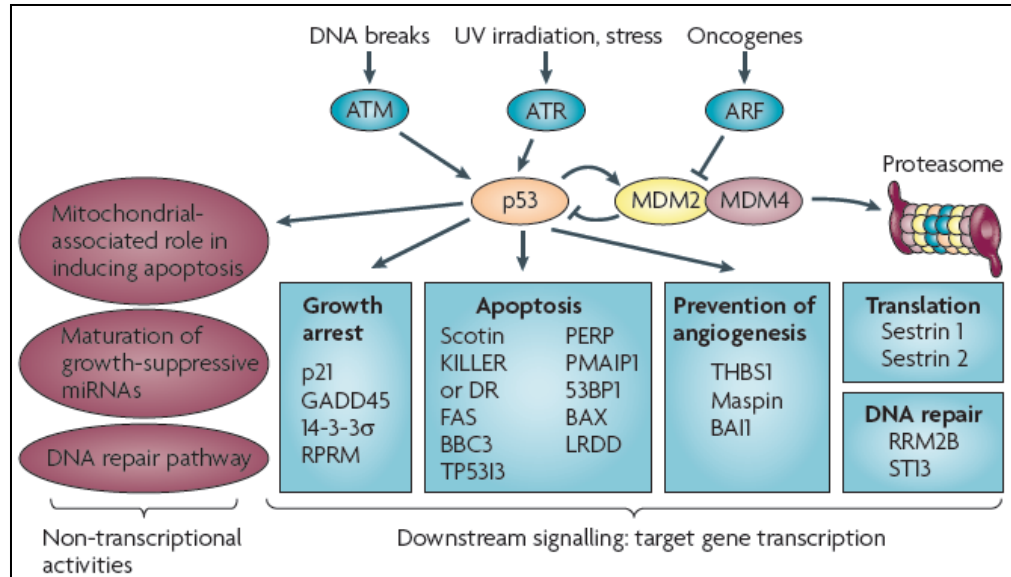 DNA breaks
UV irradiation, stress
Oncogenes
ATM
ATR
ARF
Proteasome
p53
MDM2
MDM4
Mitochondrial-
associated role in
inducing apoptosis
Maturation of
growth-suppressive
miRNAs
DNA repair pathway
Growth
arrest
p21
GADD45
14-3-3σ
RPRM
Apoptosis
Scotin
KILLER
or DR
FAS
BBC3
TP53I3
PERP
PMAIP1
53BP1
BAX
LRDD
Prevention of
angiogenesis
THBS1
Maspin
BAI1
Translation
Sestrin 1
Sestrin 2
DNA repair
RRM2B
ST13
Non-transcriptional
activities
Downstream signalling: target gene transcription